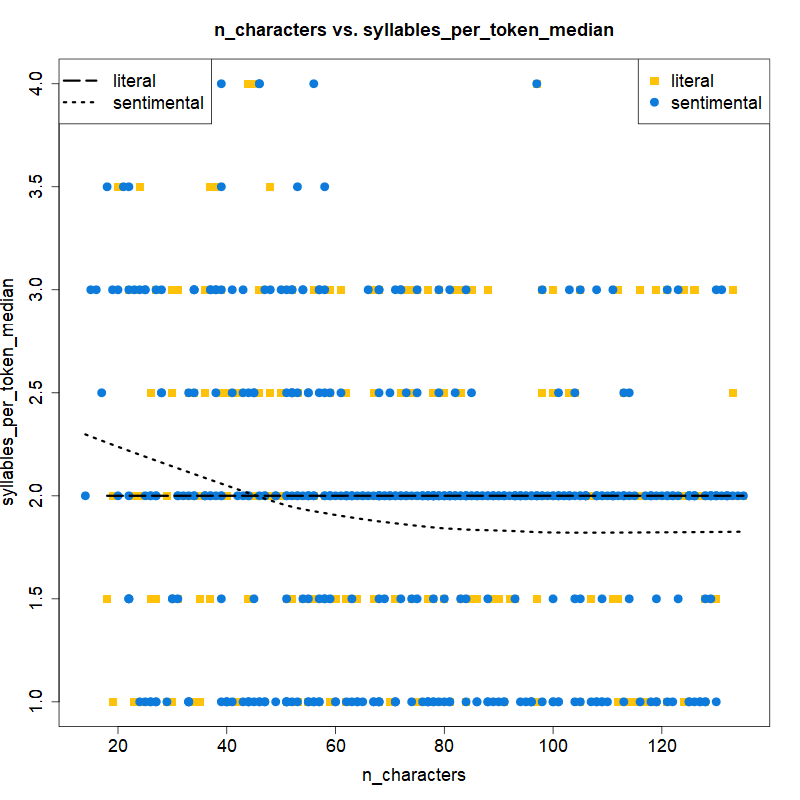 n_characters vs. syllables_per_token_median
literal
sentimental
literal
sentimental
syllables_per_token_median
4.0
3.5
3.0
2.5
2.0
1.5
1.0
20 40 60 80 100 120
n_characters